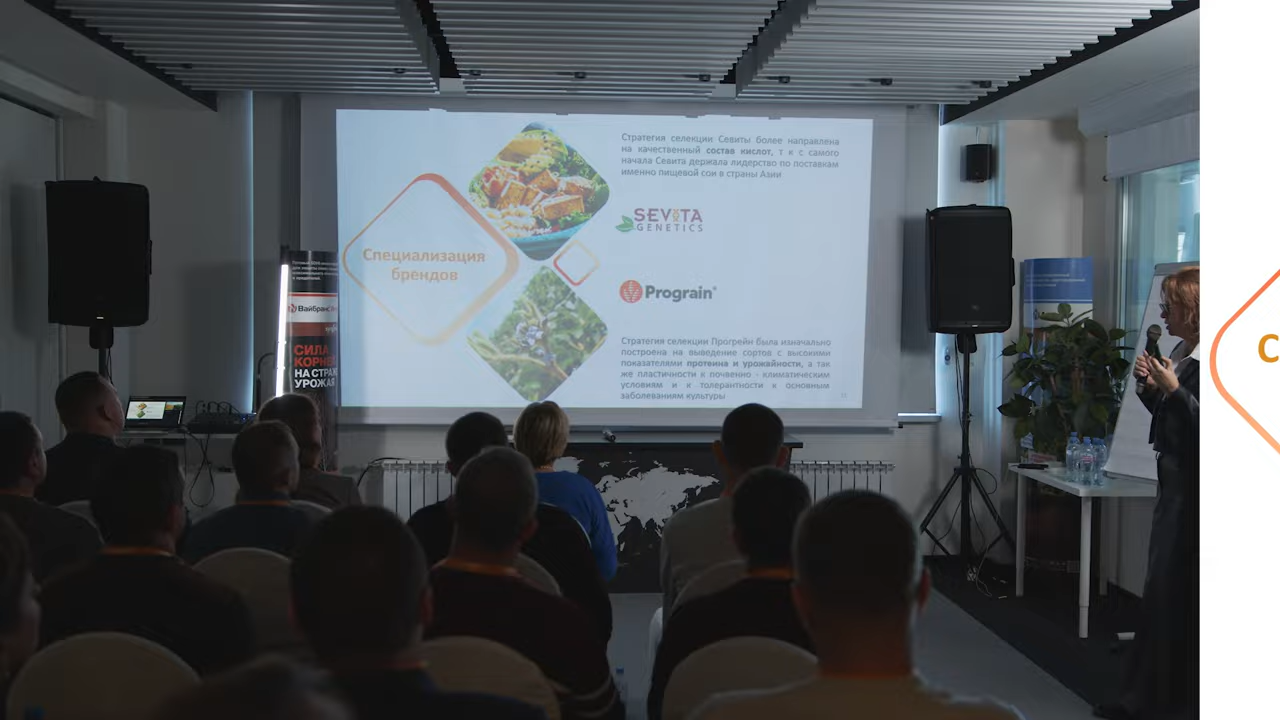 Стратегия селекции Севиты более направлена
на качественный состав кислот, т к с самого
начала Севита держала лидерство по поставкам
именно пищевой сои в страны Азии
SEVITA
GENETICS
Специализация
брендов
Prograin®
Стратегия селекции Прогрейн была изначально
построена на выведение сортов с высокими
показателями протеина и урожайности, а так
же пластичности к почвенно - климатическим
условиям и к толерантности к основным
заболеваниям культуры
СИЛА
КОРНЕ
НА СТРАЖ
УРОЖАЯ
С